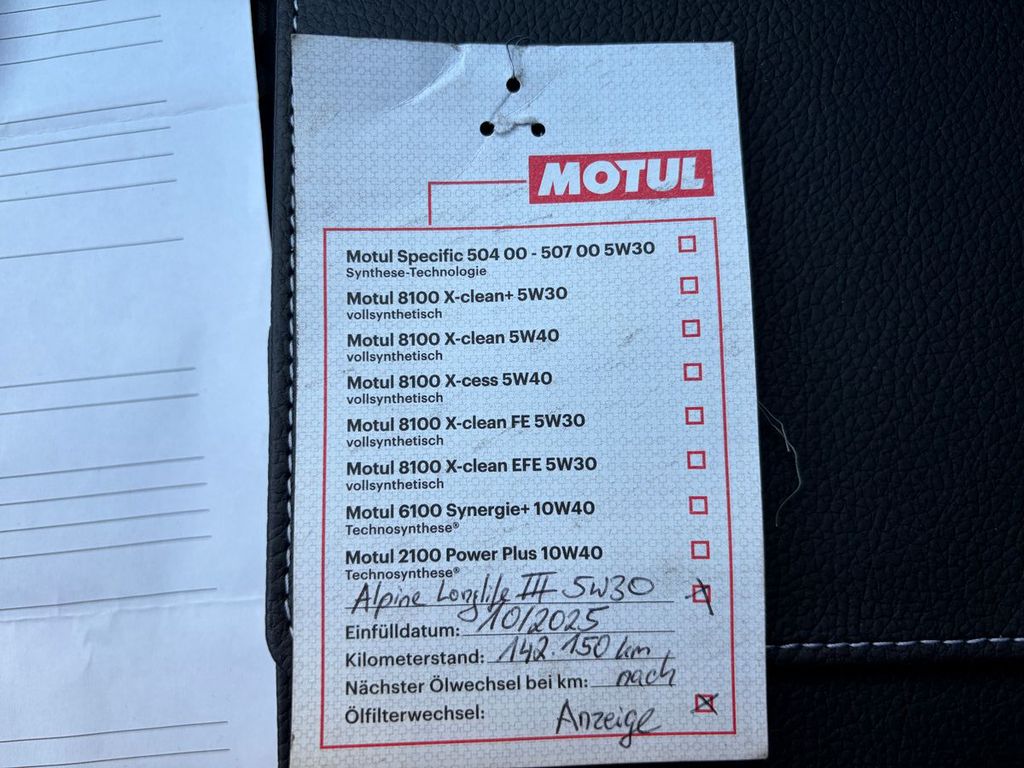 MOTUL
Motul Specific 504 00 - 507 00 5W30
Synthese-Technologie
Motul 8100 X-clean+ 5W30
vollsynthetisch
Motul 8100 X-clean 5W40
vollsynthetisch
Motul 8100 X-cess 5W40
vollsynthetisch
Motul 8100 X-clean FE 5W30
vollsynthetisch
Motul 8100 X-clean EFE 5W30
vollsynthetisch
Motul 6100 Synergie+ 10W40
Technosynthese®
Motul 2100 Power Plus 10W40
Technosynthese®
Alpine Longlife III 5W30
Einfülldatum: 10/2025
Kilometerstand: 142.150 km
Nächster Ölwechsel bei km: nach
Ölfilterwechsel: Anzeige